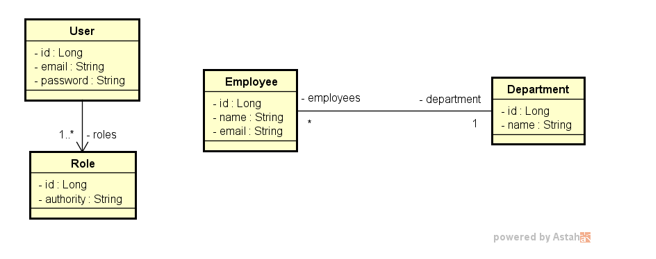 User
- id : Long
- email : String
- password : String
1..* - roles
Role
- id : Long
- authority : String
Employee
- id : Long
- name : String
- email : String
- employees
*
- department
1
Department
- id : Long
- name : String
powered by Astah